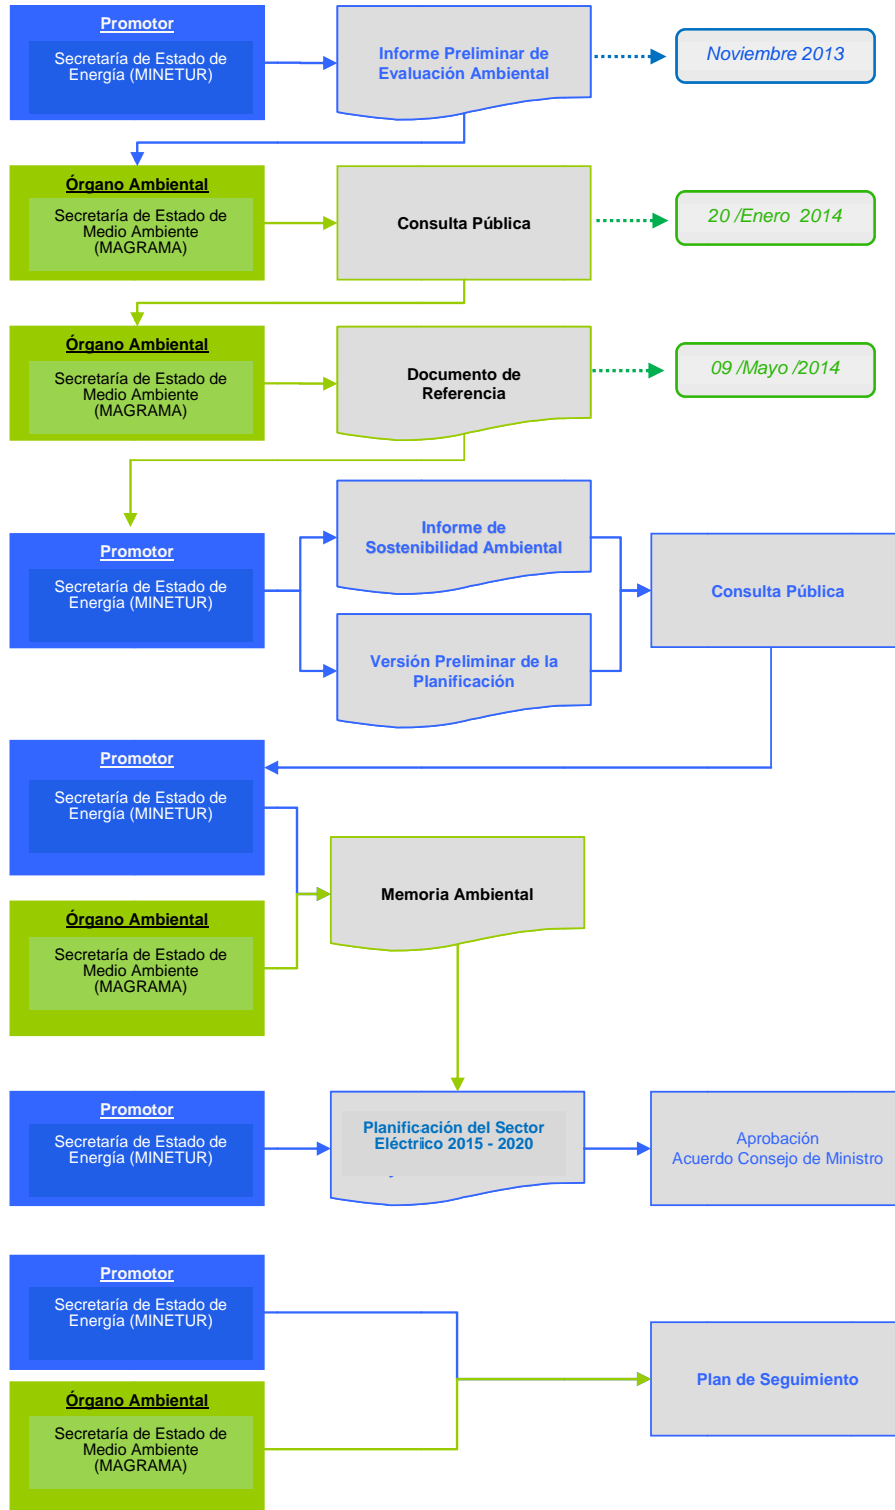 Promotor
Secretaría de Estado de
Energía (MINETUR)
Informe Preliminar de
Evaluación Ambiental
Noviembre 2013
Órgano Ambiental
Secretaría de Estado de
Medio Ambiente
(MAGRAMA)
Consulta Pública
20 /Enero 2014
Órgano Ambiental
Secretaría de Estado de
Medio Ambiente
(MAGRAMA)
Documento de
Referencia
09 /Mayo /2014
Promotor
Secretaría de Estado de
Energía (MINETUR)
Informe de
Sostenibilidad Ambiental
Versión Preliminar de la
Planificación
Consulta Pública
Promotor
Secretaría de Estado de
Energía (MINETUR)
Órgano Ambiental
Secretaría de Estado de
Medio Ambiente
(MAGRAMA)
Memoria Ambiental
Promotor
Secretaría de Estado de
Energía (MINETUR)
Planificación del Sector
Eléctrico 2015 - 2020
-
Aprobación
Acuerdo Consejo de Ministro
Promotor
Secretaría de Estado de
Energía (MINETUR)
Órgano Ambiental
Secretaría de Estado de
Medio Ambiente
(MAGRAMA)
Plan de Seguimiento